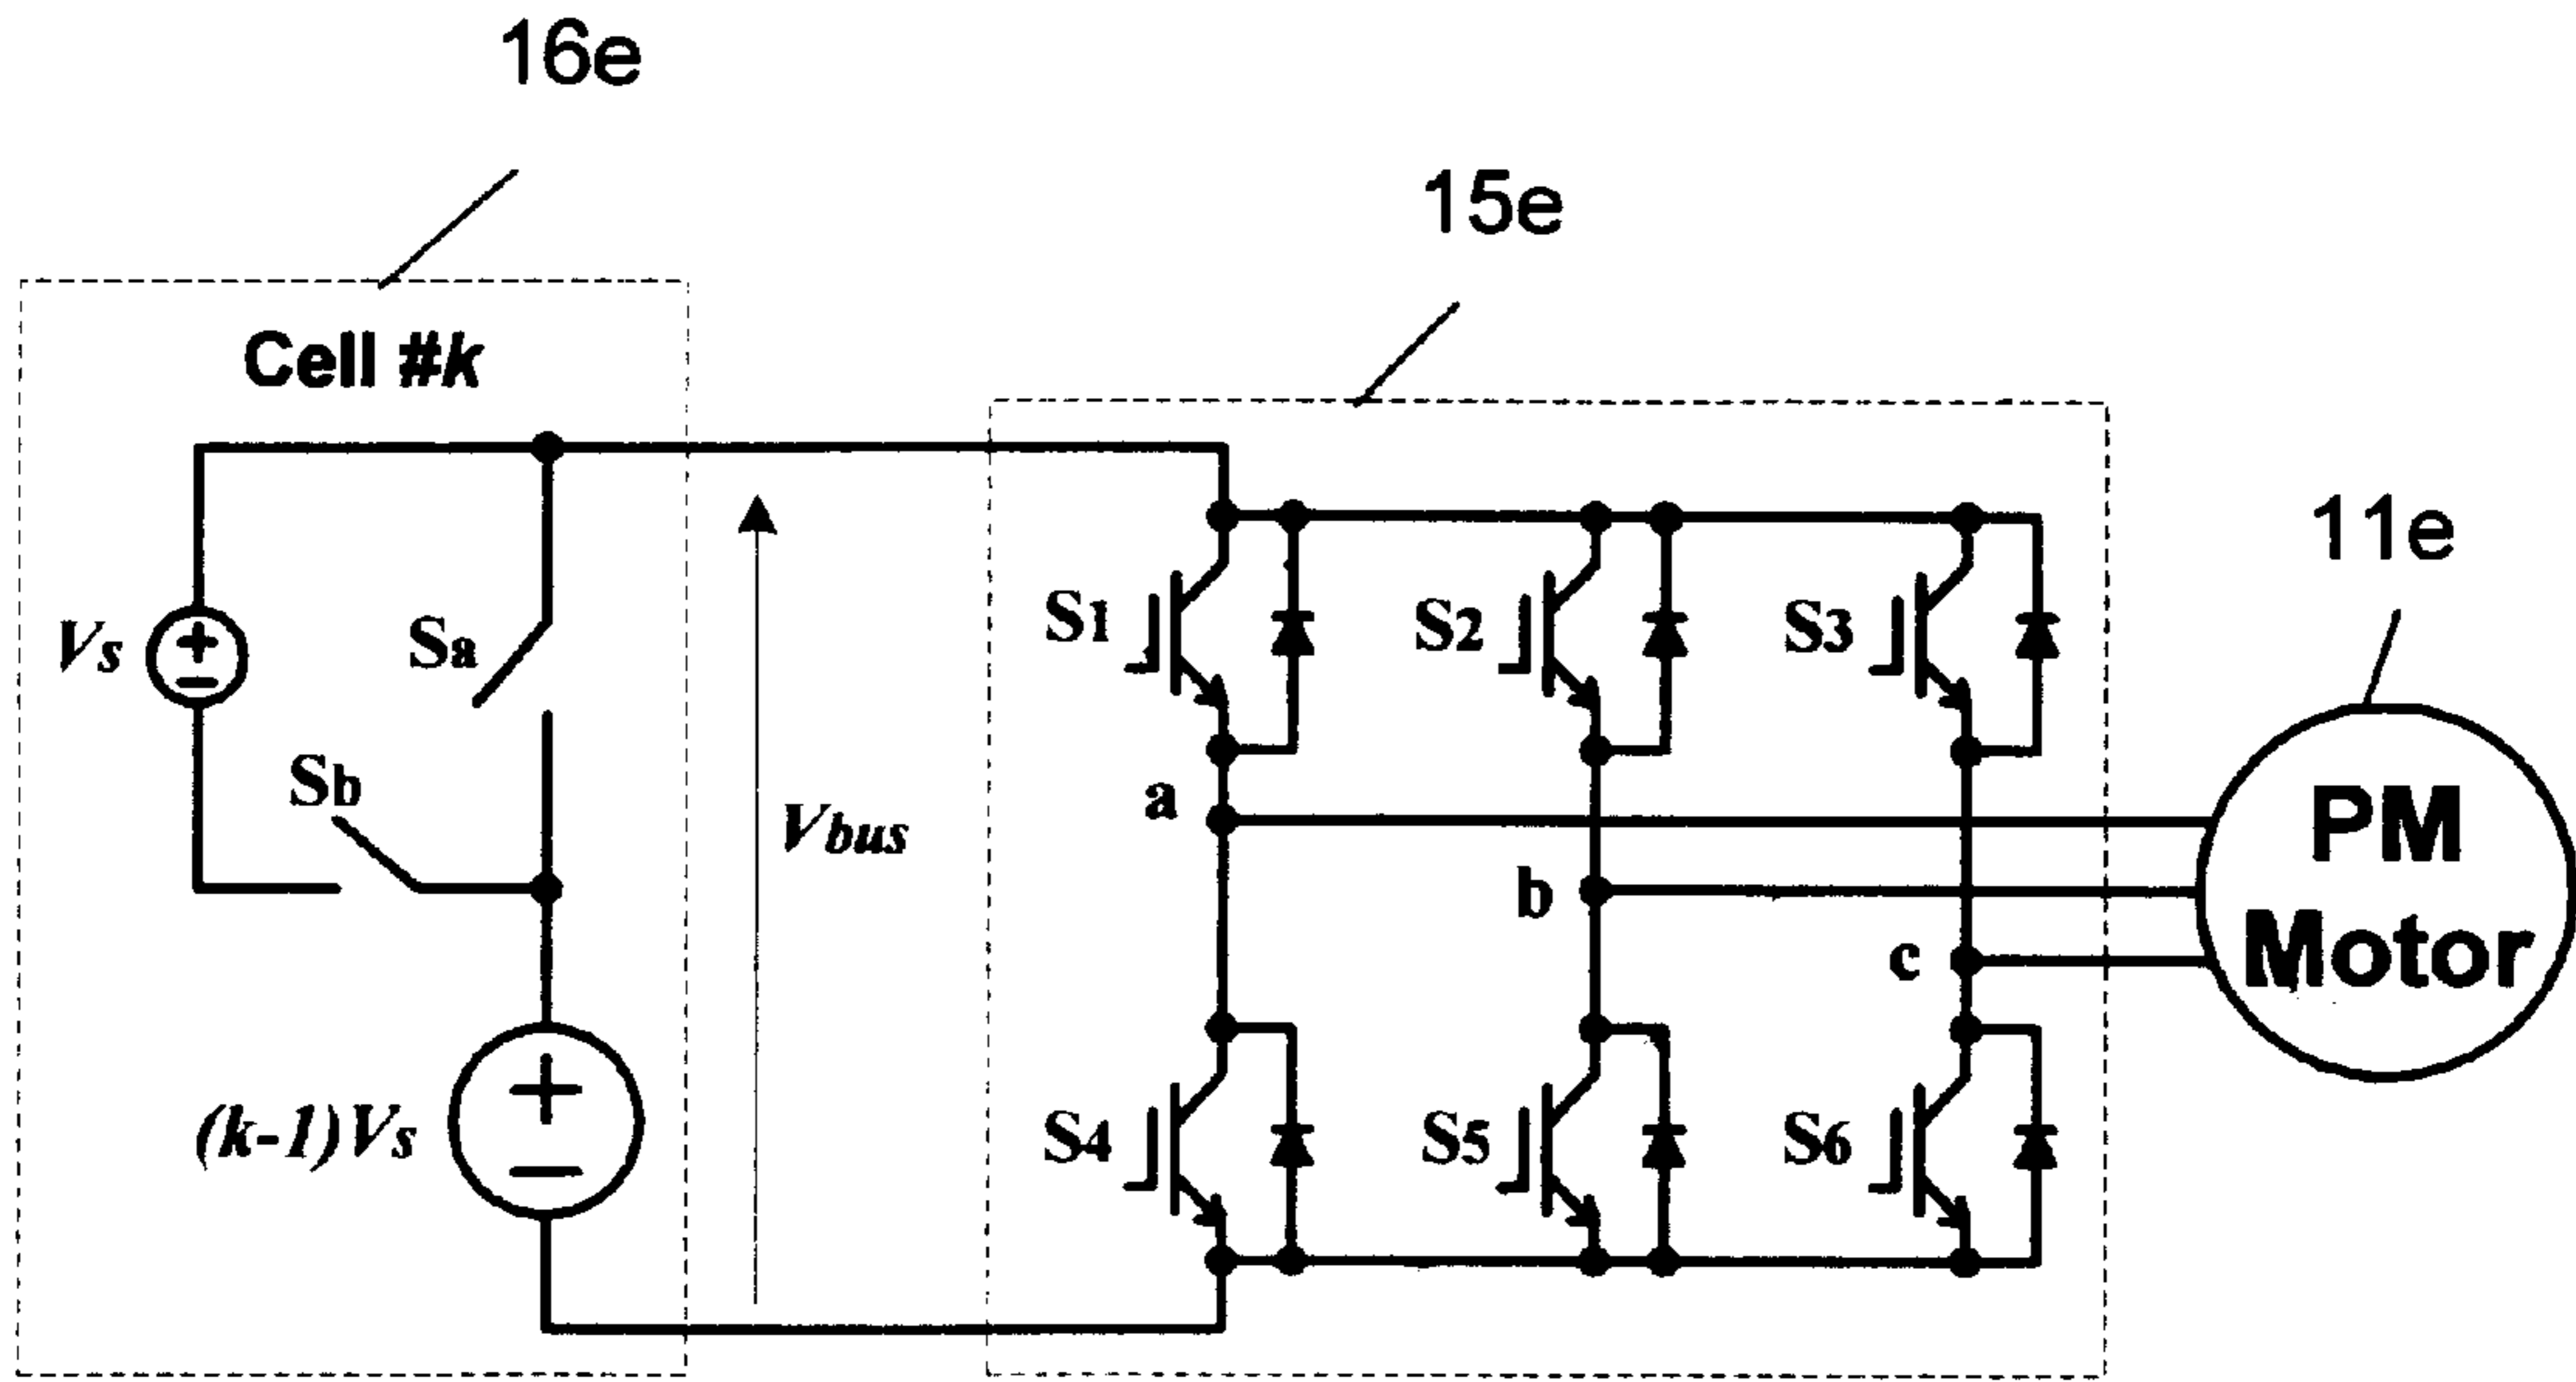 16e
15e
Cell #k
11e
S1
S2
S3
Vs
Sa
Sb
a
Vbus
PM
Motor
b
c
(k-1)Vs
S4
S5
S6